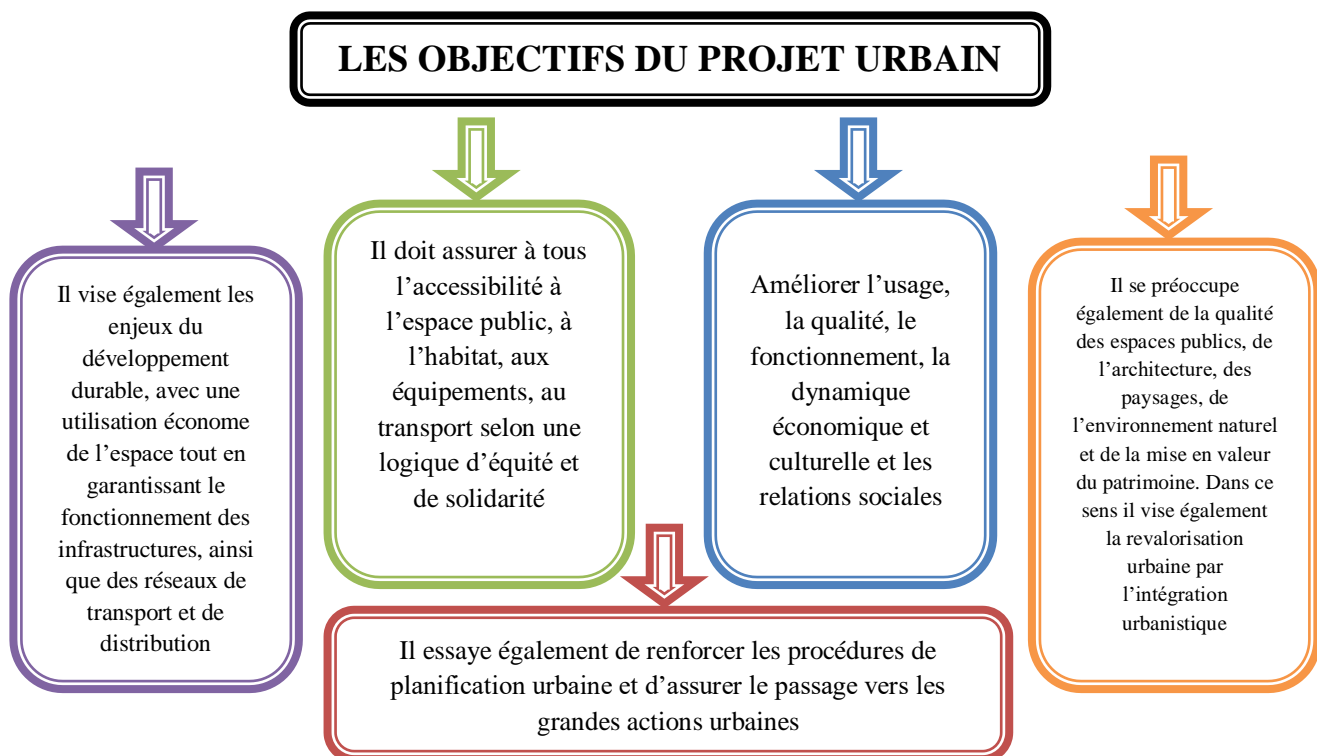 LES OBJECTIFS DU PROJET URBAIN
Il vise également les
enjeux du
développement
durable, avec une
utilisation économe
de l’espace tout en
garantissant le
fonctionnement des
infrastructures, ainsi
que des réseaux de
transport et de
distribution
Il doit assurer à tous
l’accessibilité à
l’espace public, à
l’habitat, aux
équipements, au
transport selon une
logique d’équité et
de solidarité
Améliorer l’usage,
la qualité, le
fonctionnement, la
dynamique
économique et
culturelle et les
relations sociales
Il se préoccupe
également de la qualité
des espaces publics, de
l’architecture, des
paysages, de
l’environnement naturel
et de la mise en valeur
du patrimoine. Dans ce
sens il vise également
la revalorisation
urbaine par
l’intégration
urbanistique
Il essaye également de renforcer les procédures de
planification urbaine et d’assurer le passage vers les
grandes actions urbaines